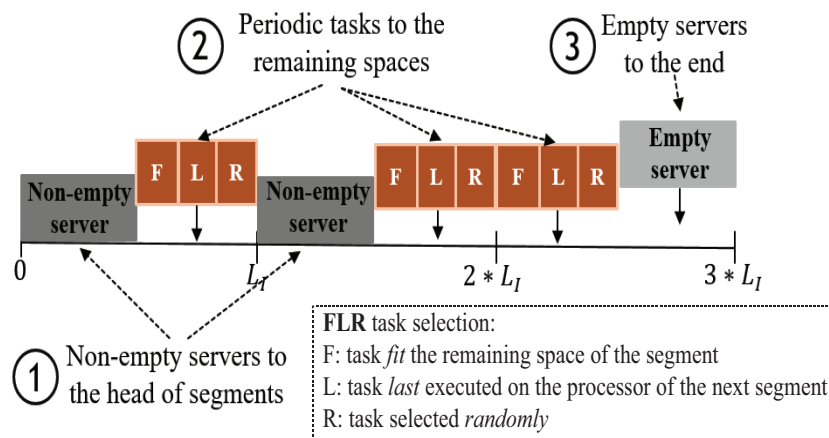 2
Periodic tasks to the
remaining spaces
3
Empty servers
to the end
F L R
F L R F L R
Empty
server
Non-empty
server
Non-empty
server
0
L_I
2 * L_I
3 * L_I
1
Non-empty servers to
the head of segments
FLR task selection:
F: task fit the remaining space of the segment
L: task last executed on the processor of the next segment
R: task selected randomly